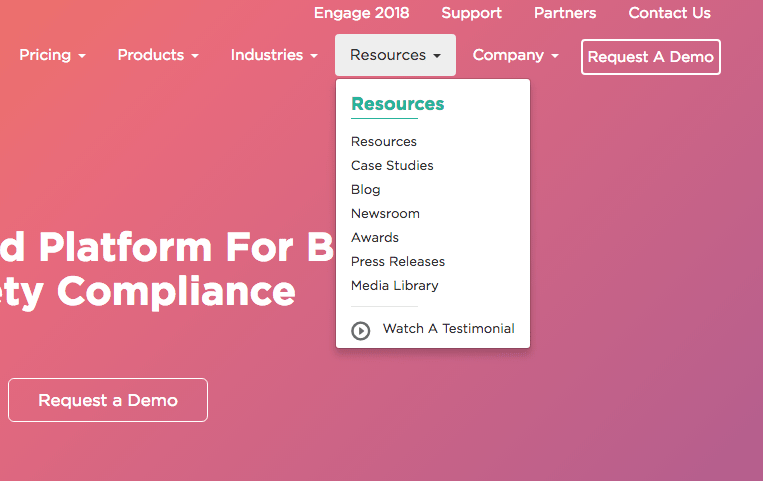 Engage 2018 Support Partners Contact Us
Pricing Products Industries Resources Company Request A Demo
Resources
Resources
Case Studies
Blog
Newsroom
Awards
Press Releases
Media Library
Watch A Testimonial
d Platform For B
ety Compliance
Request a Demo